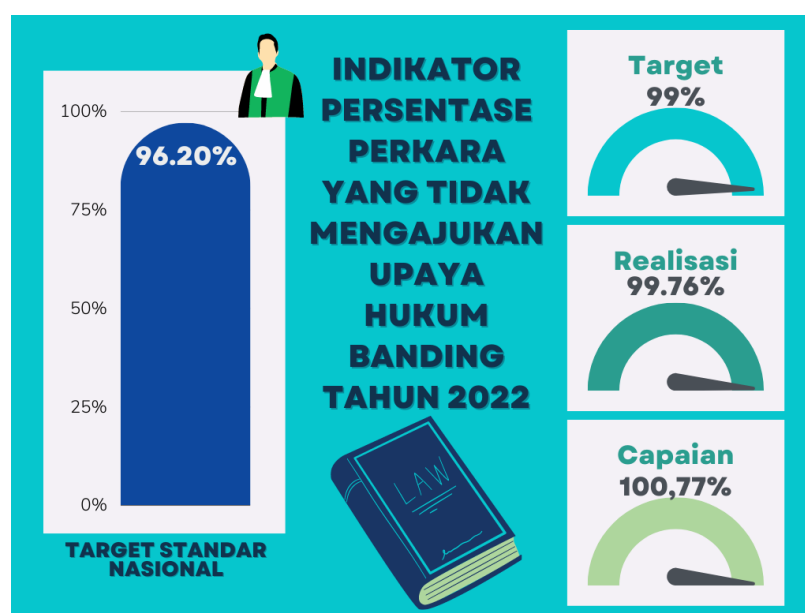 100%
75%
50%
25%
0%
96.20%
TARGET STANDAR
NASIONAL
INDIKATOR
PERSENTASE
PERKARA
YANG TIDAK
MENGAJUKAN
UPAYA
HUKUM
BANDING
TAHUN 2022
LAW
Target
99%
Realisasi
99.76%
Capaian
100,77%